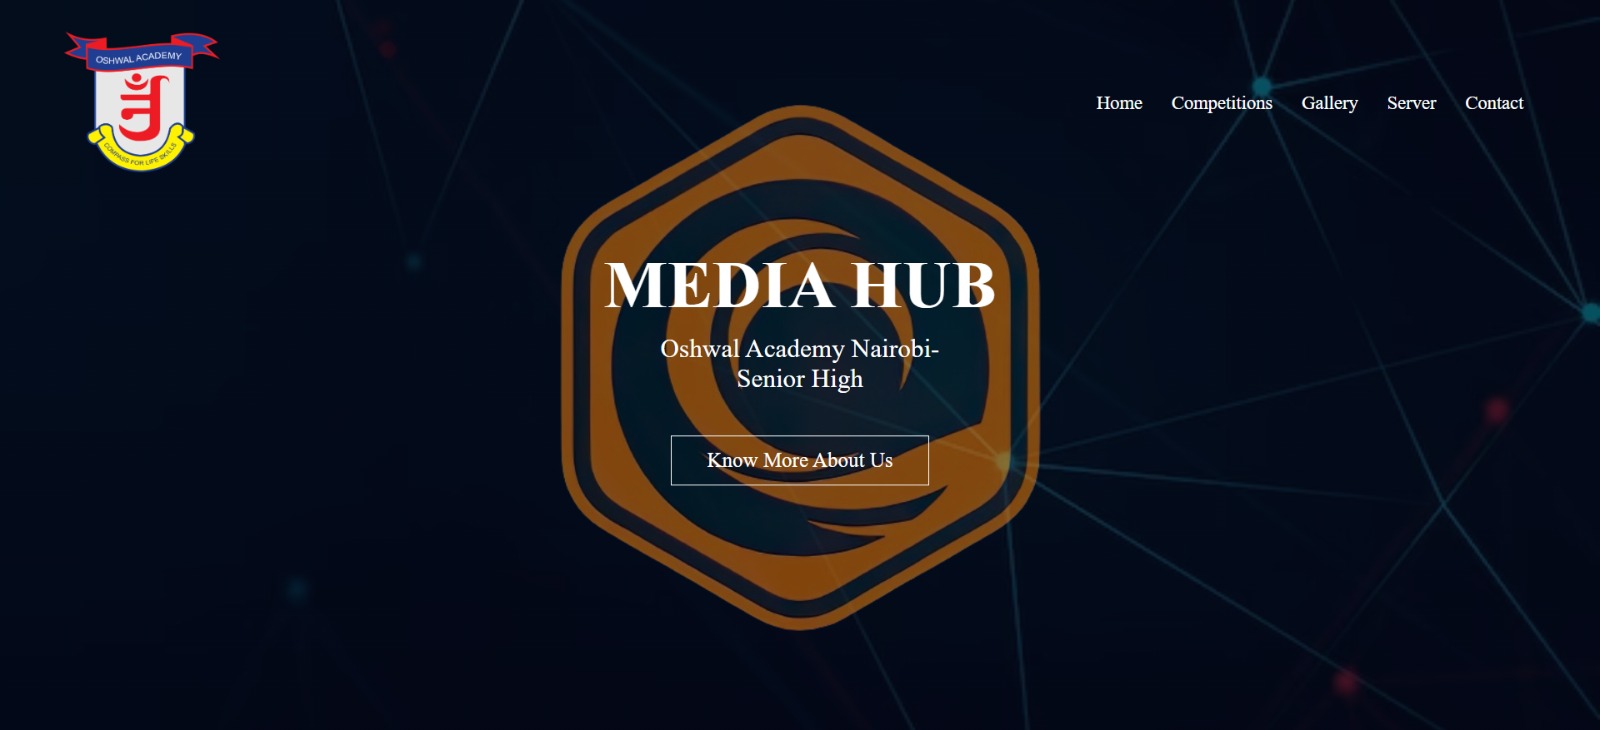 OSHWAL ACADEMY
COMPASS FOR LIFE SKILLS
Home Competitions Gallery Server Contact
MEDIA HUB
Oshwal Academy Nairobi-
Senior High
Know More About Us